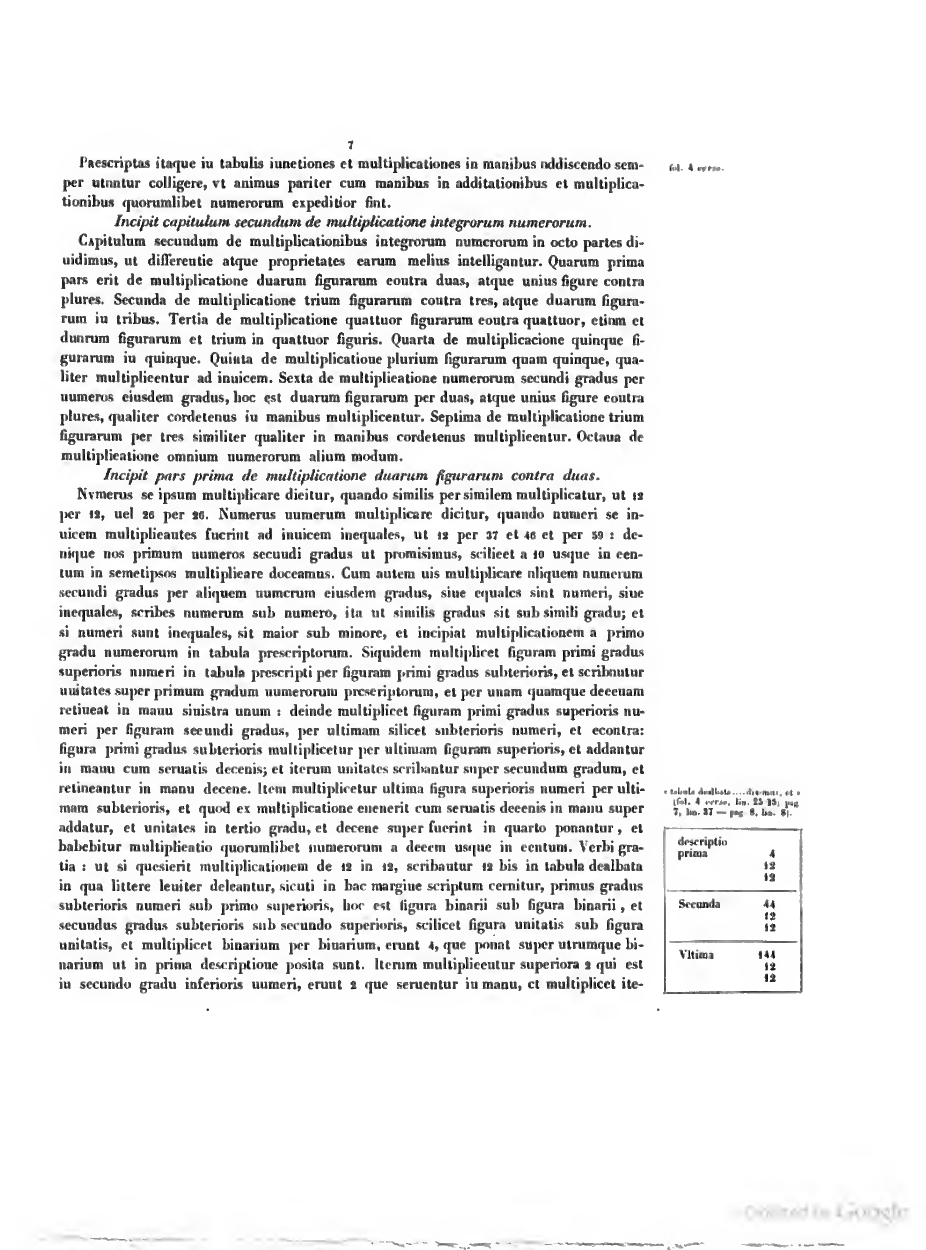 7
Praescriptas itaque in tabulis iunctiones et multiplicationes in manibus addiscendo sem-
per utantur colligere, vt animus pariter cum manibus in additationibus et multiplica-
tionibus quorumlibet numerorum expeditior fiat.
fol. 4 verso.
Incipit capitulum secundum de multiplicatione integrorum numerorum.
Capitulum secundum de multiplicationibus integrorum numerorum in octo partes di-
uidimus, ut differentie atque proprietates earum melius intelligantur. Quarum prima
pars erit de multiplicatione duarum figurarum contra duas, atque unius figure contra
plures. Secunda de multiplicatione trium figurarum contra tres, atque duarum figura-
rum in tribus. Tertia de multiplicatione quattuor figurarum contra quattuor, etiam et
duarum figurarum et trium in quattuor figuris. Quarta de multiplicacione quinque fi-
gurarum in quinque. Quinta de multiplicatione plurium figurarum quam quinque, qua-
liter multiplicentur ad inuicem. Sexta de multiplicatione numerorum secundi gradus per
numeros eiusdem gradus, hoc est duarum figurarum per duas, atque unius figure contra
plures, qualiter cordetenus in manibus multiplicentur. Septima de multiplicatione trium
figurarum per tres similiter qualiter in manibus cordetenus multiplicentur. Octaua de
multiplicatione omnium numerorum alium modum.
Incipit pars prima de multiplicatione duarum figurarum contra duas.
Nvmerus se ipsum multiplicare dicitur, quando similis per similem multiplicatur, ut 12
per 12, uel 26 per 26. Numerus numerum multiplicare dicitur, quando numeri se in-
uicem multiplicantes fuerint ad inuicem inequales, ut 12 per 37 et 46 et per 59 : de-
nique nos primum numeros secundi gradus ut promisimus, scilicet a 10 usque in cen-
tum in semetipsos multiplicare doceamus. Cum autem uis multiplicare aliquem numerum
secundi gradus per aliquem numerum eiusdem gradus, siue equales sint numeri, siue
inequales, scribes numerum sub numero, ita ut similis gradus sit sub simili gradu; et
si numeri sunt inequales, sit maior sub minore, et incipiat multiplicationem a primo
gradu numerorum in tabula prescriptorum. Siquidem multiplicet figuram primi gradus
superioris numeri in tabula prescripti per figuram primi gradus subterioris, et scribantur
unitates super primum gradum numerorum prescriptorum, et per unam quamque decenam
retineat in manu sinistra unum : deinde multiplicet figuram primi gradus superioris nu-
meri per figuram secundi gradus, per ultimam silicet subterioris numeri, et econtra:
figura primi gradus subterioris multiplicetur per ultimam figuram superioris, et addantur
in manu cum seruatis decenis; et iterum unitates scribantur super secundum gradum, et
retineantur in manu decene. Item multiplicetur ultima figura superioris numeri per ulti-
mam subterioris, et quod ex multiplicatione euenerit cum seruatis decenis in manu super
addatur, et unitates in tertio gradu, et decene super fuerint in quarto ponantur , et
habebitur multiplicatio quorumlibet numerorum a decem usque in centum. Verbi gra-
tia : ut si quesierit multiplicationem de 12 in 12, scribantur 12 bis in tabula dealbata
in qua littere leuiter deleantur, sicuti in hac margine scriptum cernitur, primus gradus
subterioris numeri sub primo superioris, hoc est figura binarii sub figura binarii , et
secundus gradus subterioris sub secundo superioris, scilicet figura unitatis sub figura
unitatis, et multiplicet binarium per binarium, erunt 4, que ponat super utrumque bi-
narium ut in prima descriptione posita sunt. Iterum multiplicentur superiora 2 qui est
in secundo gradu inferioris numeri, erunt 2 que seruentur in manu, et multiplicet ite-
« tabula dealbata .... et »
(fol. 4 verso, lin. 25 pag.
7, lin. 37 — pag. 8, lin. 8).
descriptio
prima 4
12
12
Secunda 44
12
12
Vltima 144
12
12
Digitized by Google